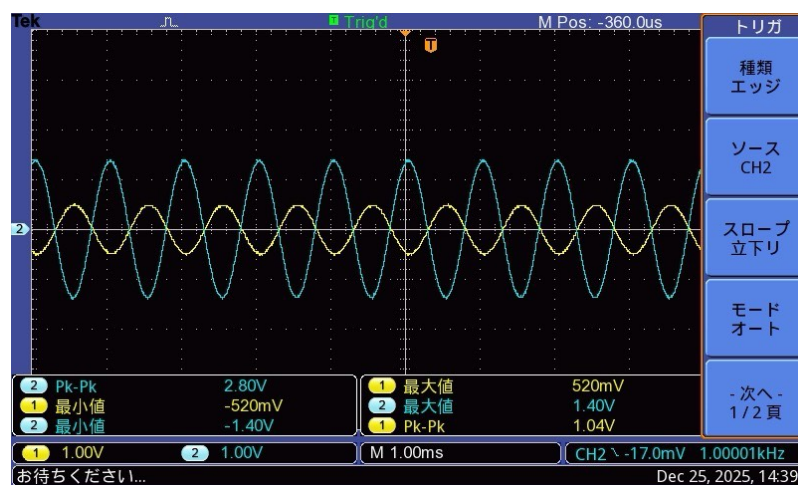 Tek
T Trig'd
M Pos: -360.0us
T
2
トリガ
種類
エッジ
ソース
CH2
スロープ
立下り
モード
オート
- 次へ -
1 / 2 頁
2 Pk-Pk 2.80V
1 最小値 -520mV
2 最小値 -1.40V
1 最大値 520mV
2 最大値 1.40V
1 Pk-Pk 1.04V
1 1.00V 2 1.00V M 1.00ms CH2 -17.0mV 1.00001kHz
お待ちください...
Dec 25, 2025, 14:39